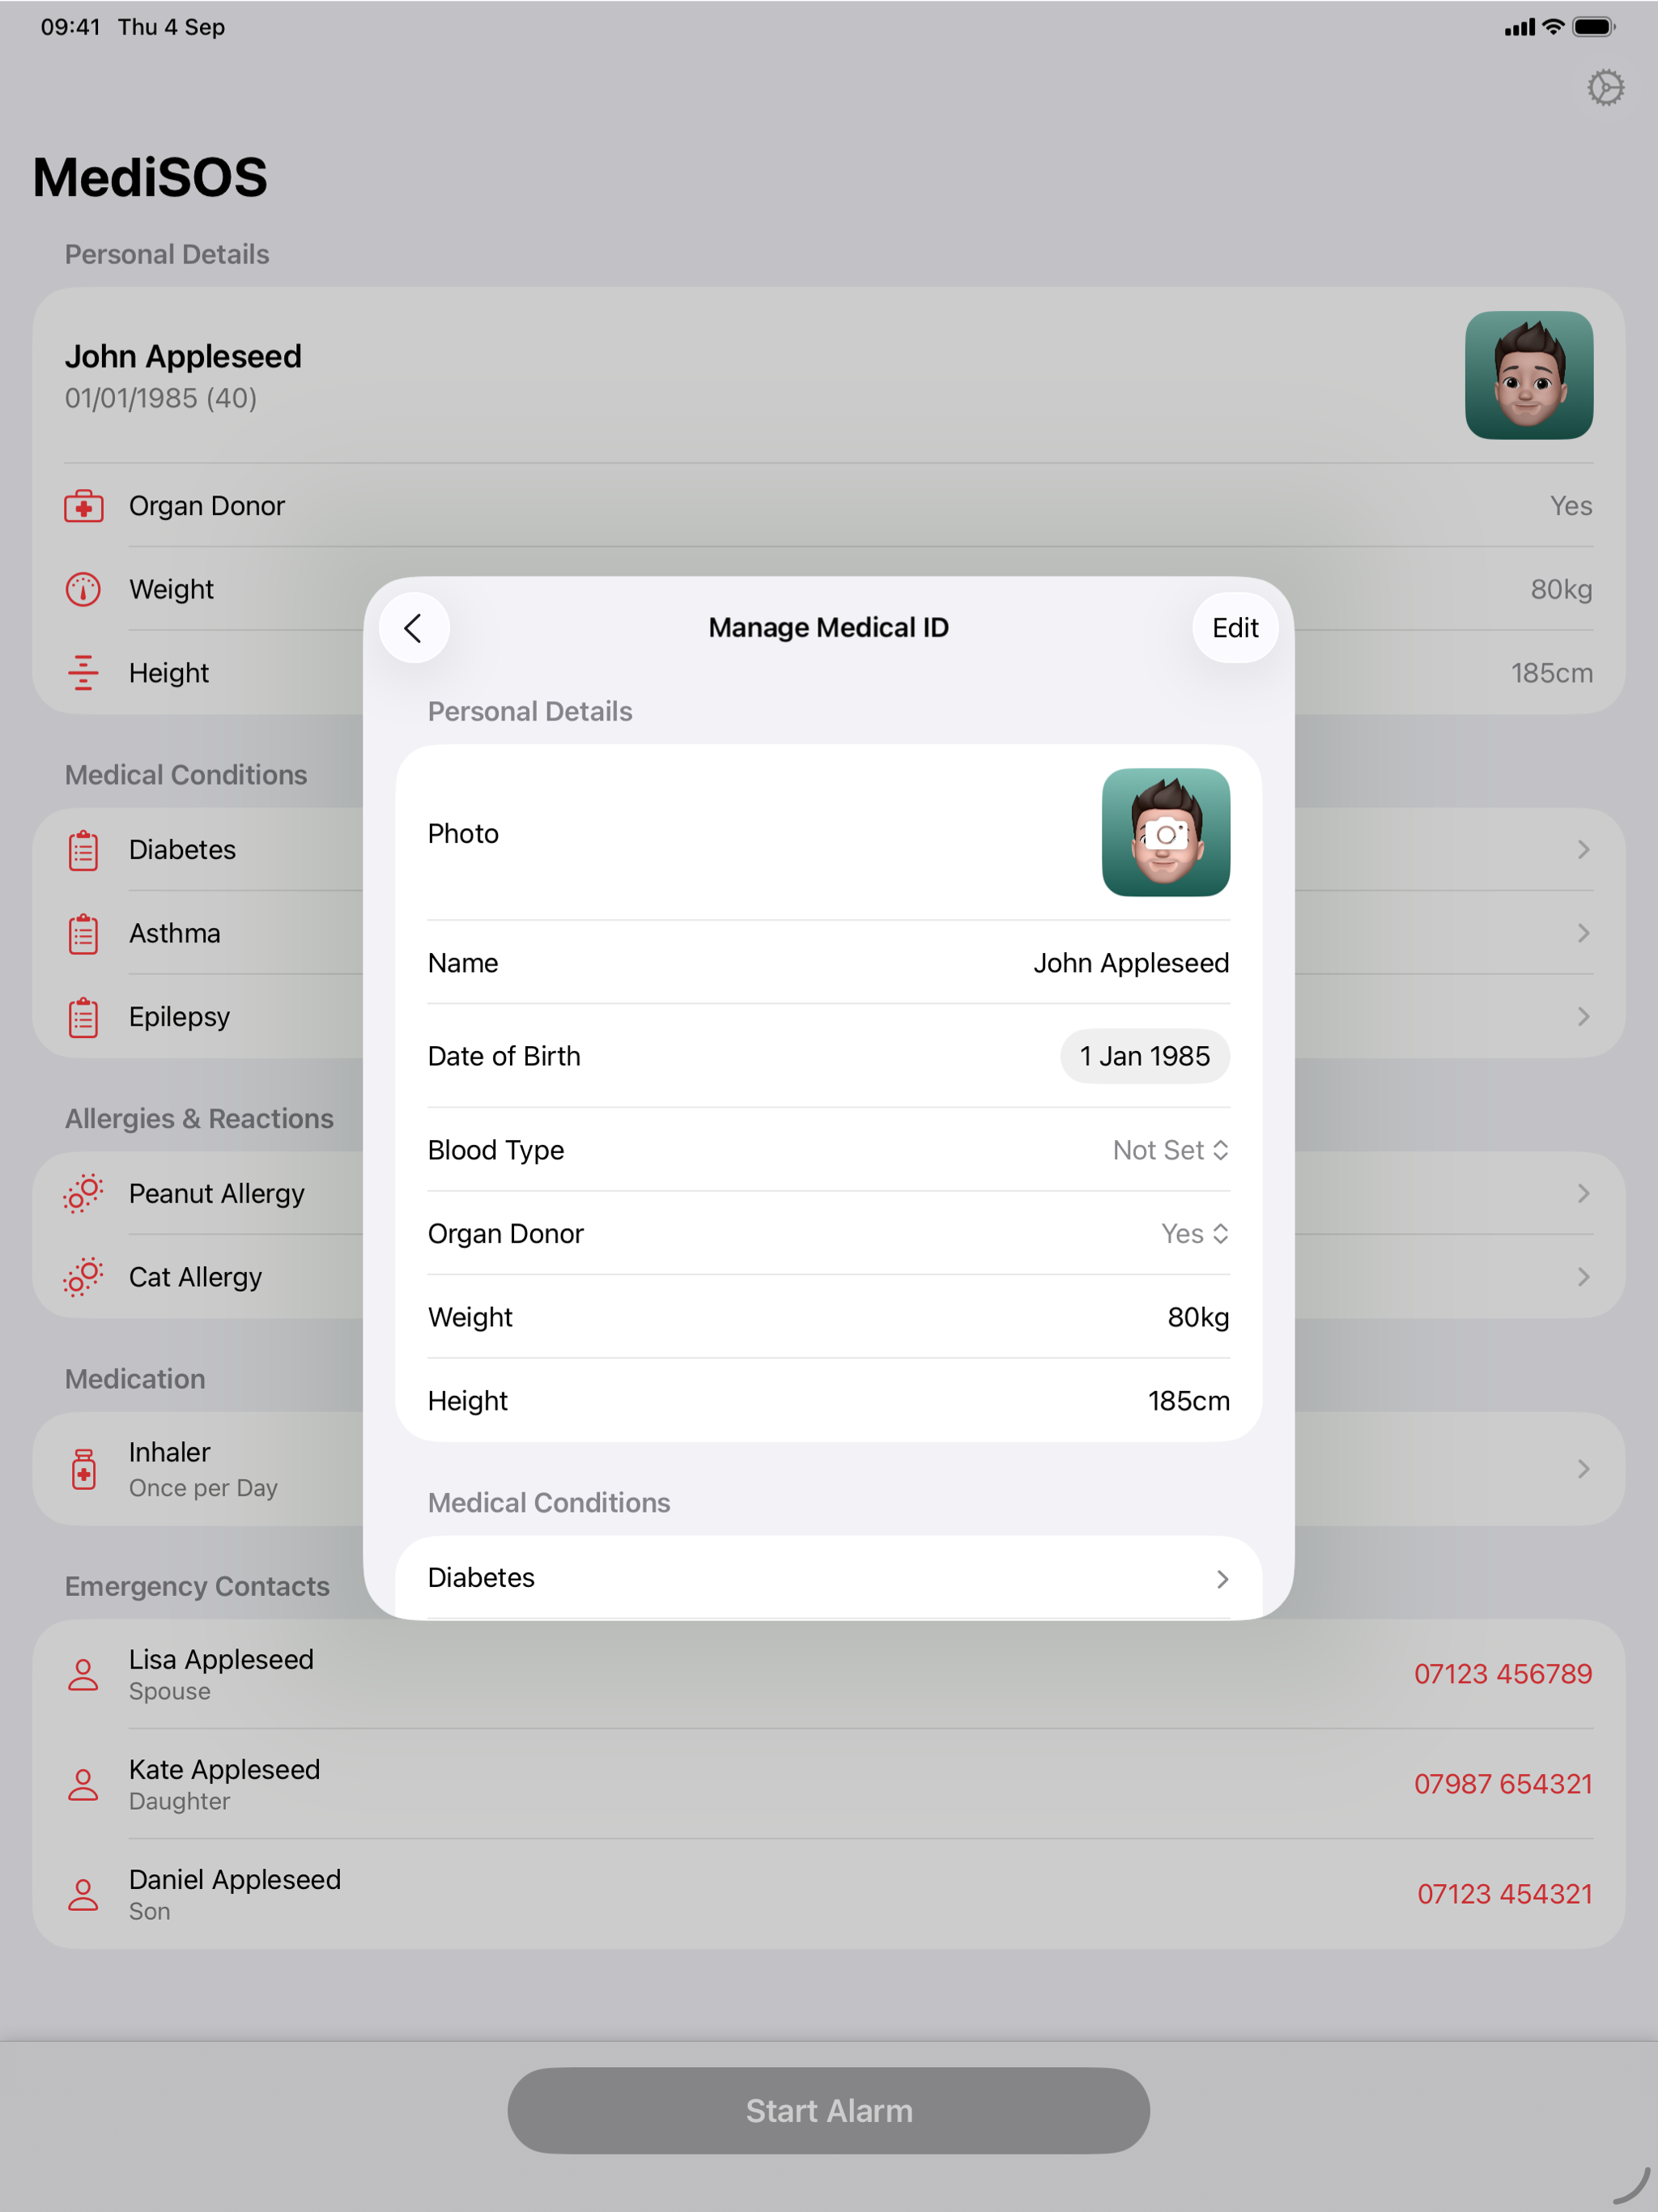 09:41 Thu 4 Sep
MediSOS
Personal Details
John Appleseed
01/01/1985 (40)
Organ Donor Yes
Weight 80kg
Height 185cm
Medical Conditions
Diabetes
Asthma
Epilepsy
Allergies & Reactions
Peanut Allergy
Cat Allergy
Medication
Inhaler
Once per Day
Emergency Contacts
Lisa Appleseed
Spouse
07123 456789
Kate Appleseed
Daughter
07987 654321
Daniel Appleseed
Son
07123 454321
Start Alarm
Manage Medical ID
Edit
Personal Details
Photo
Name John Appleseed
Date of Birth 1 Jan 1985
Blood Type Not Set
Organ Donor Yes
Weight 80kg
Height 185cm
Medical Conditions
Diabetes